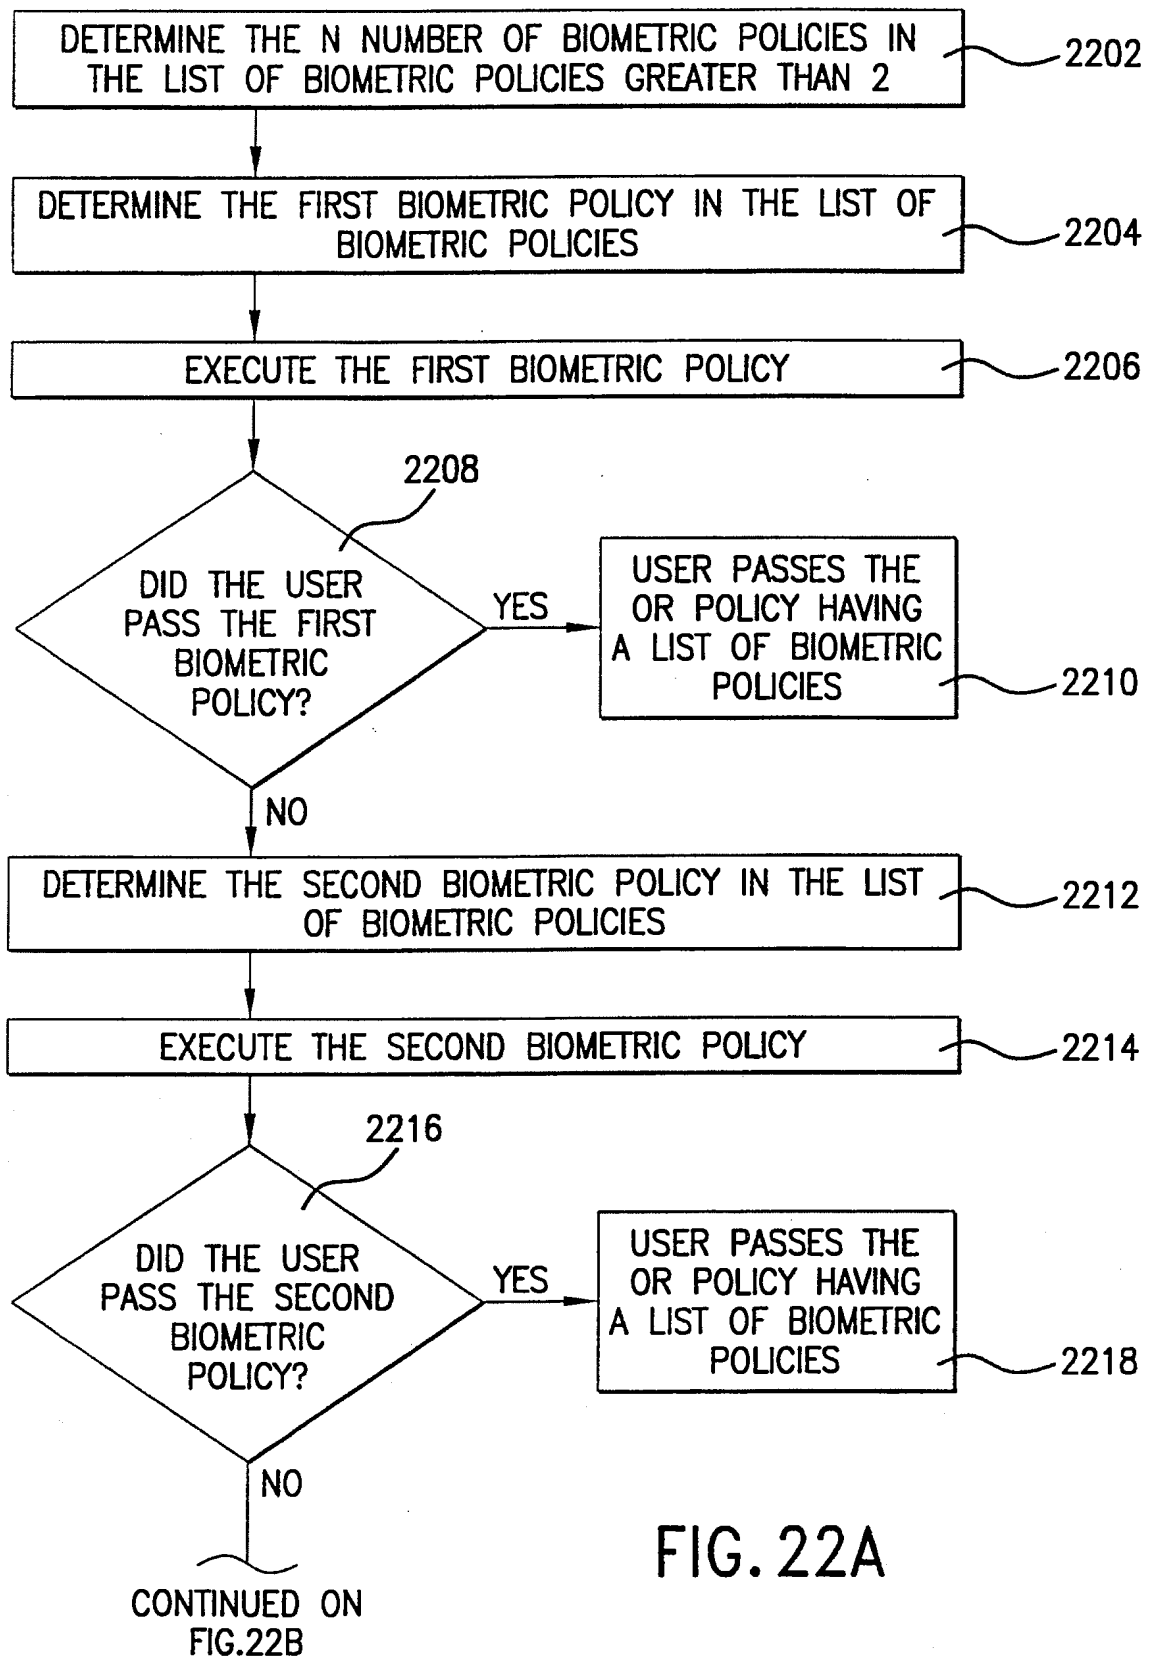 DETERMINE THE N NUMBER OF BIOMETRIC POLICIES IN
THE LIST OF BIOMETRIC POLICIES GREATER THAN 2
2202
DETERMINE THE FIRST BIOMETRIC POLICY IN THE LIST OF
BIOMETRIC POLICIES
2204
EXECUTE THE FIRST BIOMETRIC POLICY
2206
2208
DID THE USER
PASS THE FIRST
BIOMETRIC
POLICY?
YES
USER PASSES THE
OR POLICY HAVING
A LIST OF BIOMETRIC
POLICIES
2210
NO
DETERMINE THE SECOND BIOMETRIC POLICY IN THE LIST
OF BIOMETRIC POLICIES
2212
EXECUTE THE SECOND BIOMETRIC POLICY
2214
2216
DID THE USER
PASS THE SECOND
BIOMETRIC
POLICY?
YES
USER PASSES THE
OR POLICY HAVING
A LIST OF BIOMETRIC
POLICIES
2218
NO
CONTINUED ON
FIG.22B
FIG. 22A